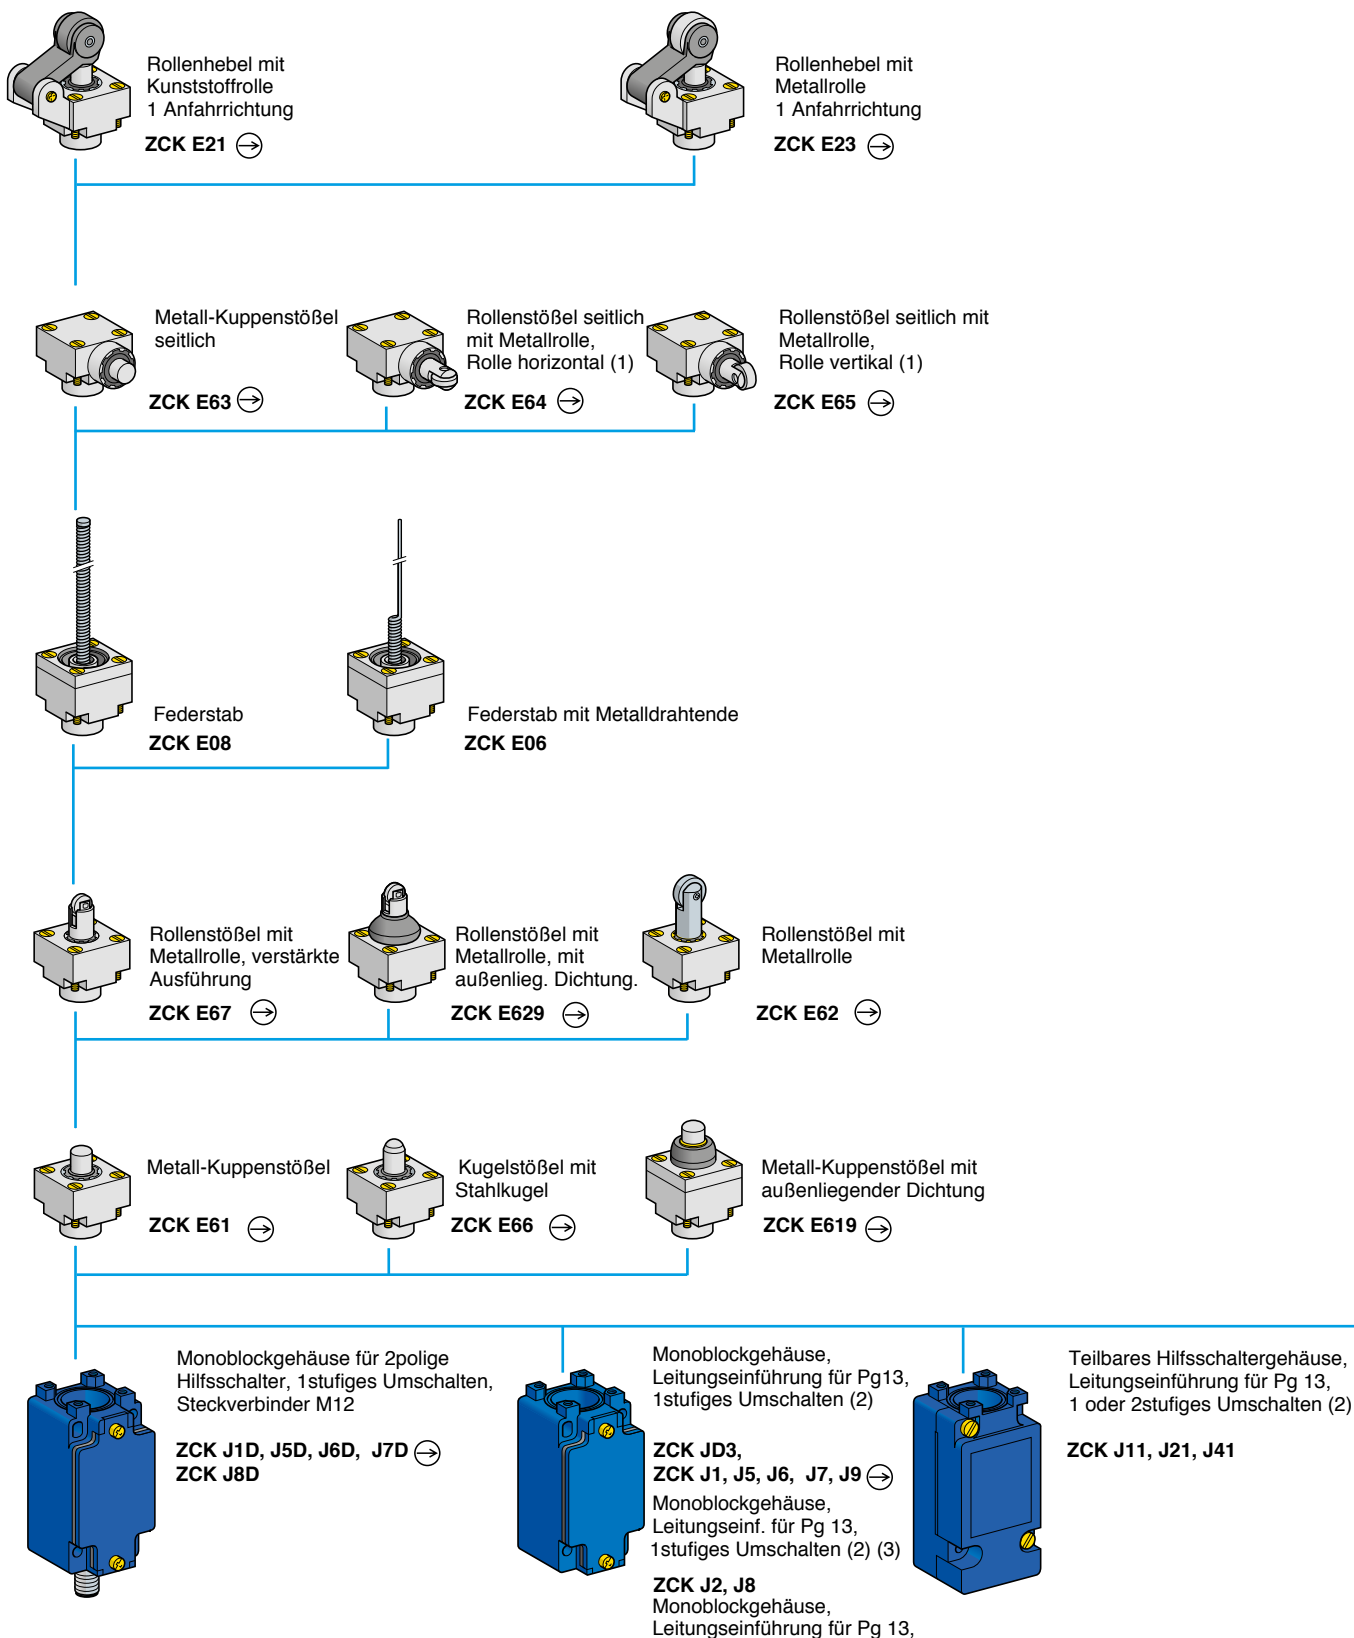 Rollenhebel mit
Kunststoffrolle
1 Anfahrrichtung
ZCK E21
Rollenhebel mit
Metallrolle
1 Anfahrrichtung
ZCK E23
Metall-Kuppenstößel
seitlich
ZCK E63
Rollenstößel seitlich
mit Metallrolle,
Rolle horizontal (1)
ZCK E64
Rollenstößel seitlich mit
Metallrolle,
Rolle vertikal (1)
ZCK E65
Federstab
ZCK E08
Federstab mit Metalldrahtende
ZCK E06
Rollenstößel mit
Metallrolle, verstärkte
Ausführung
ZCK E67
Rollenstößel mit
Metallrolle, mit
außenlieg. Dichtung.
ZCK E629
Rollenstößel mit
Metallrolle
ZCK E62
Metall-Kuppenstößel
ZCK E61
Kugelstößel mit
Stahlkugel
ZCK E66
Metall-Kuppenstößel mit
außenliegender Dichtung
ZCK E619
Monoblockgehäuse für 2polige
Hilfsschalter, 1stufiges Umschalten,
Steckverbinder M12
ZCK J1D, J5D, J6D, J7D
ZCK J8D
Monoblockgehäuse,
Leitungseinführung für Pg13,
1stufiges Umschalten (2)
ZCK JD3,
ZCK J1, J5, J6, J7, J9
Monoblockgehäuse,
Leitungseinf. für Pg 13,
1stufiges Umschalten (2) (3)
ZCK J2, J8
Monoblockgehäuse,
Leitungseinführung für Pg 13,
Teilbares Hilfsschaltergehäuse,
Leitungseinführung für Pg 13,
1 oder 2stufiges Umschalten (2)
ZCK J11, J21, J41